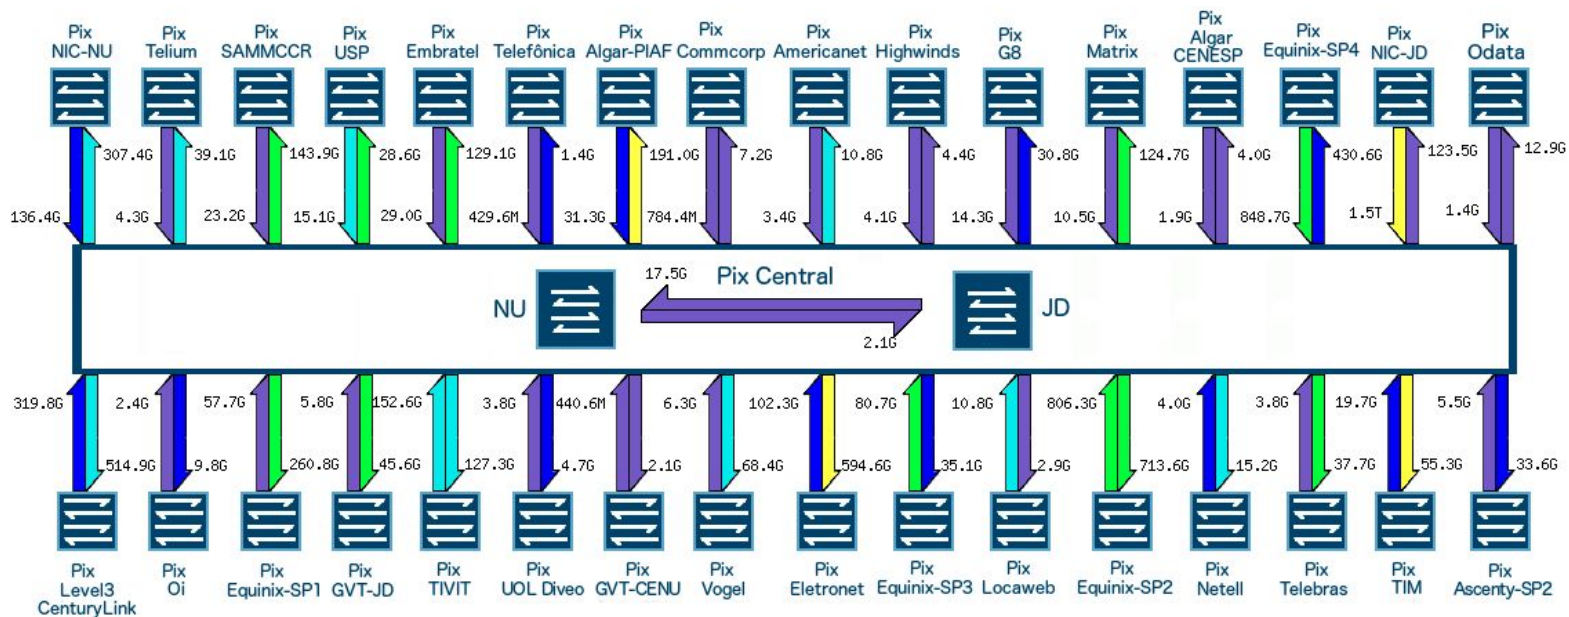 Pix
NIC-NU
Pix
Telium
Pix
SAMMCCR
Pix
USP
Pix
Embratel
Pix
Telefônica
Pix
Algar-PIAF
Pix
Commcorp
Pix
Americanet
Pix
Highwinds
Pix
G8
Pix
Matrix
Pix
Algar
CENESP
Pix
Equinix-SP4
Pix
NIC-JD
Pix
Odata
307.4G 39.1G 143.9G 28.6G 129.1G 1.4G 191.0G 7.2G 10.8G 4.4G 30.8G 124.7G 4.0G 430.6G 123.5G 12.9G
136.4G 4.3G 23.2G 15.1G 29.0G 429.6M 31.3G 784.4M 3.4G 4.1G 14.3G 10.5G 1.9G 848.7G 1.5T 1.4G
17.5G Pix Central
NU JD
2.1G
319.8G 2.4G 57.7G 5.8G 152.6G 3.8G 440.6M 6.3G 102.3G 80.7G 10.8G 806.3G 4.0G 3.8G 19.7G 5.5G
514.9G 9.8G 260.8G 45.6G 127.3G 4.7G 2.1G 68.4G 594.6G 35.1G 2.9G 713.6G 15.2G 37.7G 55.3G 33.6G
Pix
Level3
CenturyLink
Pix
Oi
Pix
Equinix-SP1
Pix
GVT-JD
Pix
TIVIT
Pix
UOL Diveo
Pix
GVT-CENU
Pix
Vogel
Pix
Eletronet
Pix
Equinix-SP3
Pix
Locaweb
Pix
Equinix-SP2
Pix
Netell
Pix
Telebras
Pix
TIM
Pix
Ascenty-SP2